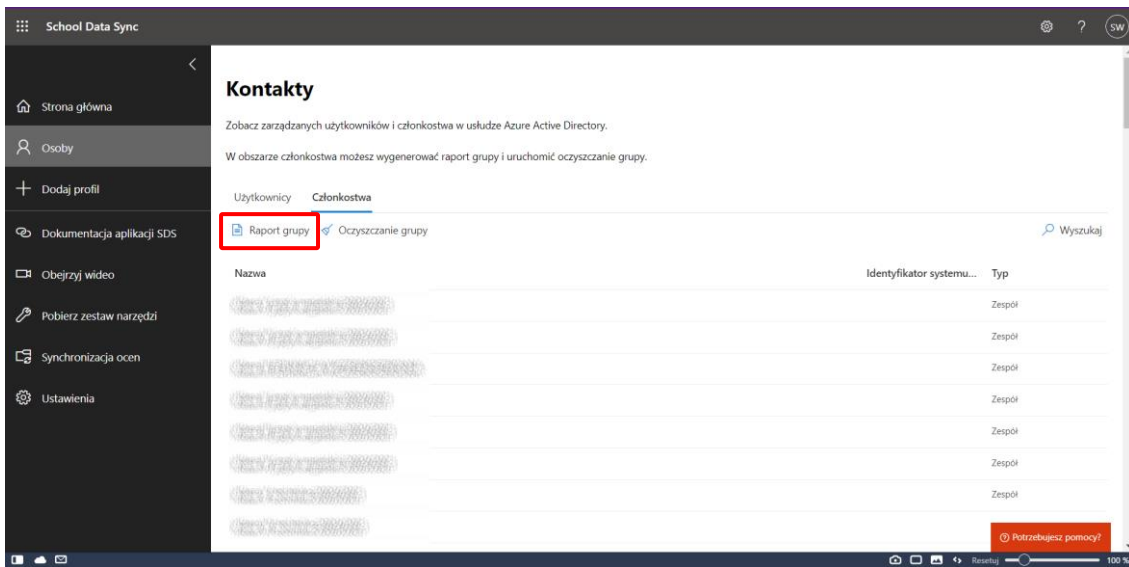 School Data Sync
?
SW
Strona główna
Osoby
Dodaj profil
Dokumentacja aplikacji SDS
Obejrzyj wideo
Pobierz zestaw narzędzi
Synchronizacja ocen
Ustawienia
Kontakty
Zobacz zarządzanych użytkowników i członkostwa w usłudze Azure Active Directory.
W obszarze członkostwa możesz wygenerować raport grupy i uruchomić oczyszczanie grupy.
Użytkownicy Członkostwa
Raport grupy Oczyszczanie grupy Wyszukaj
Nazwa Identyfikator systemu... Typ
Zespół
Zespół
Zespół
Zespół
Zespół
Zespół
Zespół
Potrzebujesz pomocy?
Resetuj 100 %